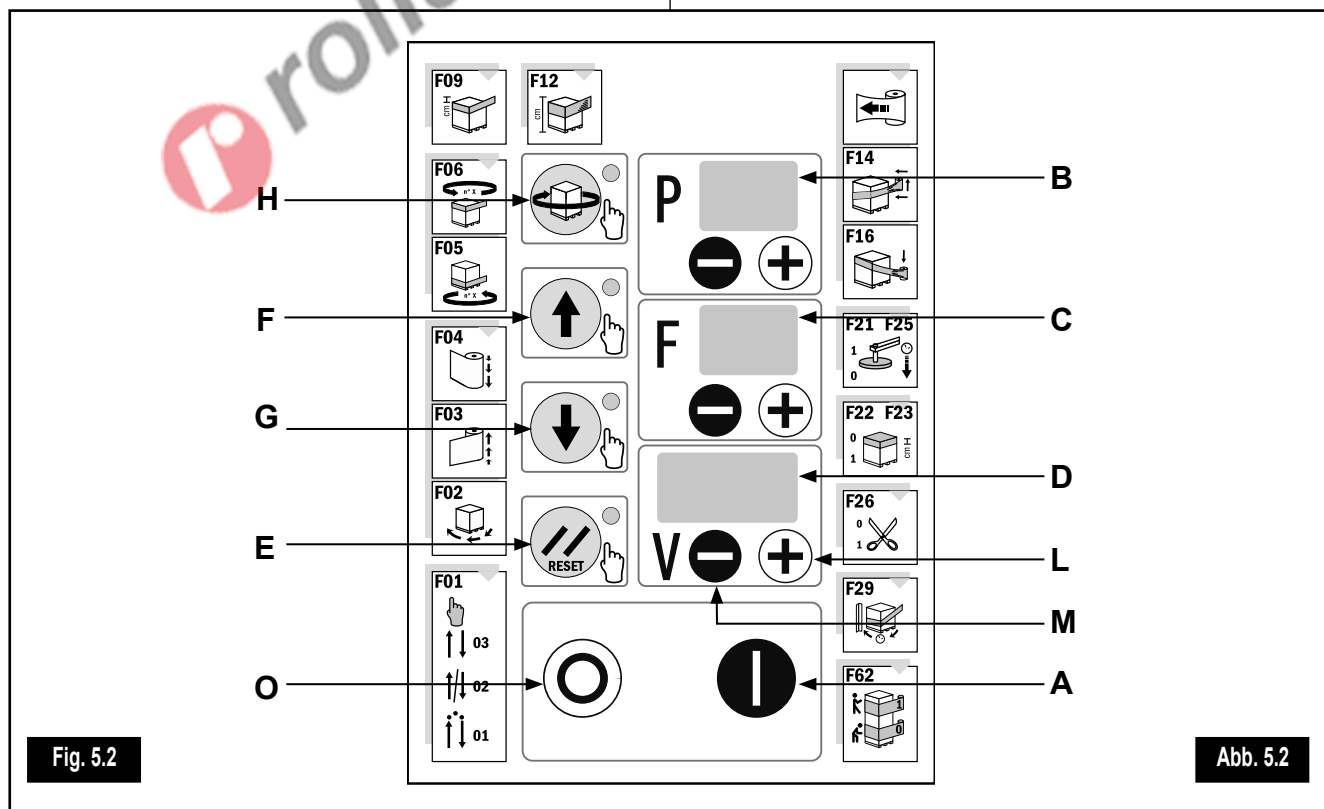 F09
cm H
F12
cm
F14
F06
n° X
H
P
B
F05
n° X
F16
F
F04
F
C
F21 F25
1
0
G
F03
F22 F23
0
1
cm H
D
F02
F26
0
1
E
RESET
V
L
F01
F29
M
03
02
01
O
A
F62
1
0
Fig. 5.2
Abb. 5.2